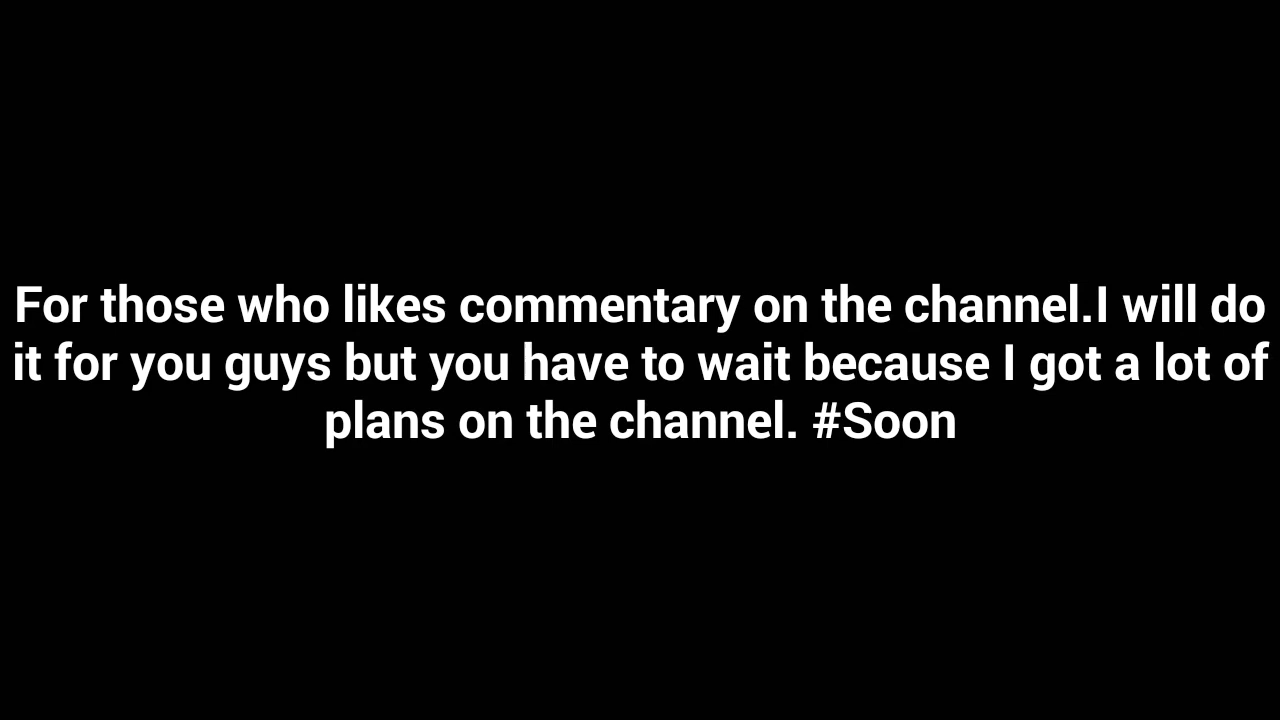 For those who likes commentary on the channel.I will do
it for you guys but you have to wait because I got a lot of
plans on the channel. #Soon